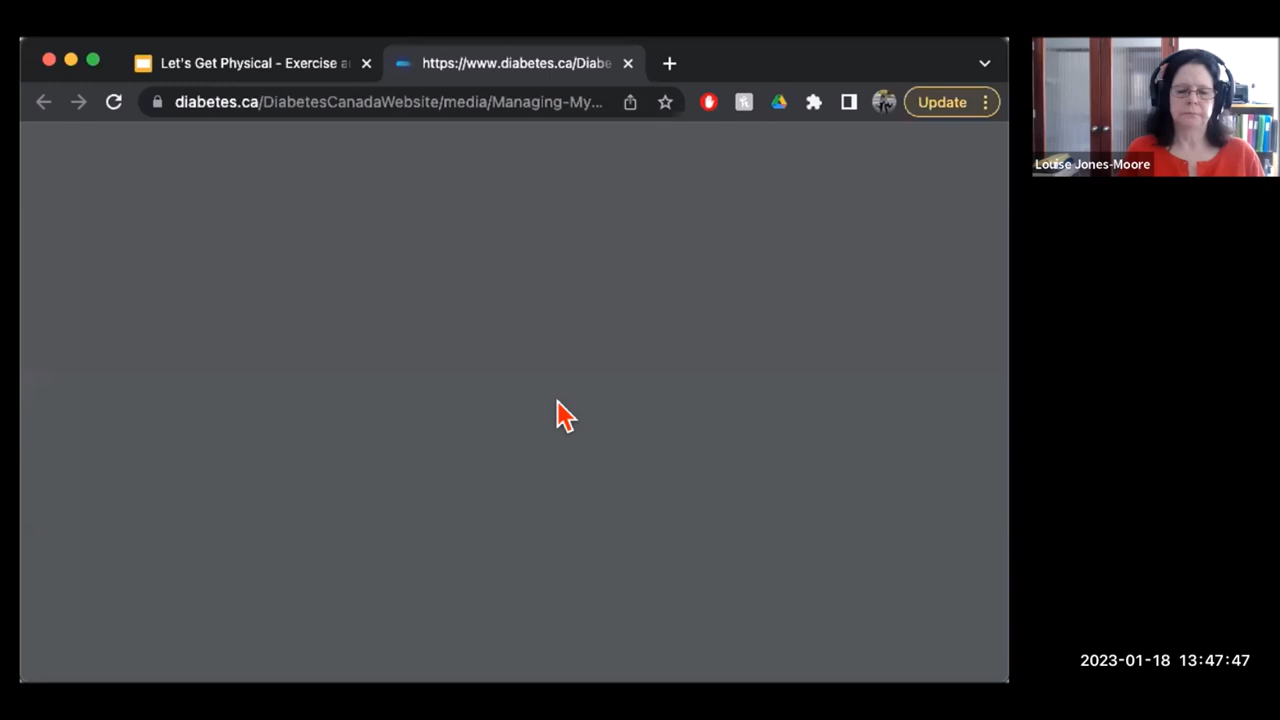 Let's Get Physical - Exercise a
https://www.diabetes.ca/Diabe
diabetes.ca/DiabetesCanadaWebsite/media/Managing-My...
Update
Louise Jones-Moore
2023-01-18 13:47:47